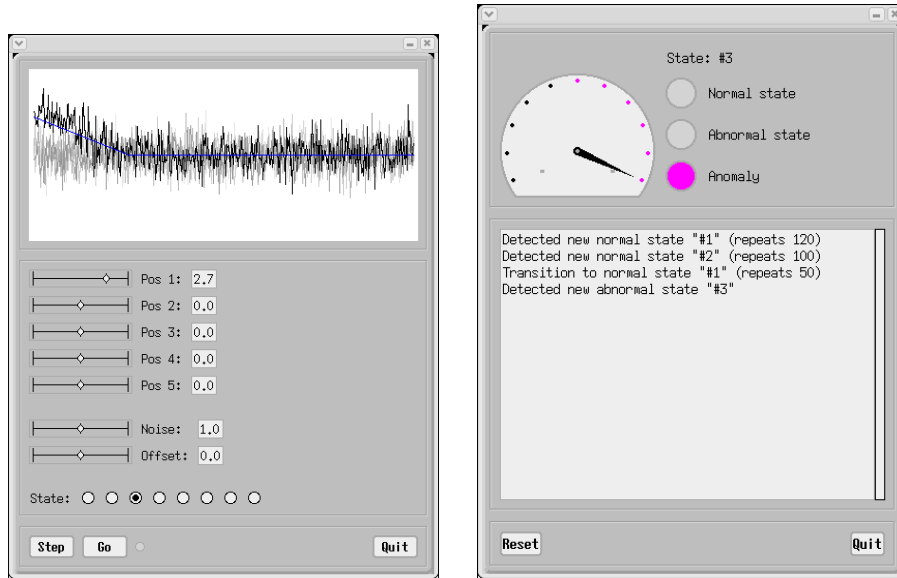 Pos 1: 2.7
Pos 2: 0.0
Pos 3: 0.0
Pos 4: 0.0
Pos 5: 0.0
Noise: 1.0
Offset: 0.0
State:
Step Go Quit
State: #3
Normal state
Abnormal state
Anomaly
Detected new normal state "#1" (repeats 120)
Detected new normal state "#2" (repeats 100)
Transition to normal state "#1" (repeats 50)
Detected new abnormal state "#3"
Reset Quit